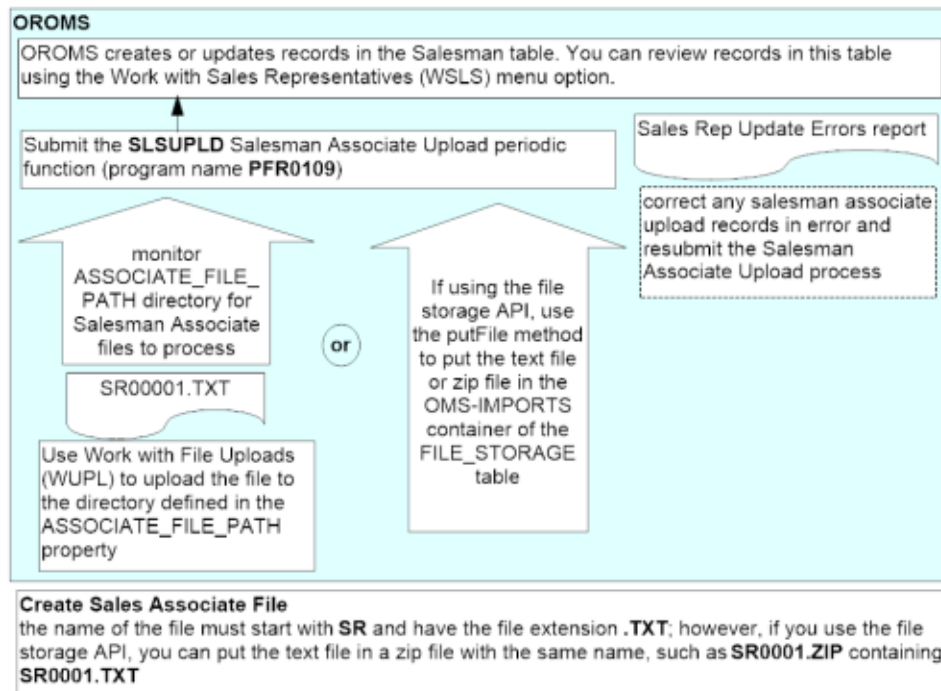 OROMS
OROMS creates or updates records in the Salesman table. You can review records in this table
using the Work with Sales Representatives (WSLS) menu option.
Submit the SLSUPLD Salesman Associate Upload periodic
function (program name PFR0109)
Sales Rep Update Errors report
correct any salesman associate
upload records in error and
resubmit the Salesman
Associate Upload process
monitor
ASSOCIATE_FILE_
PATH directory for
Salesman Associate
files to process
SR00001.TXT
Use Work with File Uploads
(WUPL) to upload the file to
the directory defined in the
ASSOCIATE_FILE_PATH
property
or
If using the file
storage API, use
the putFile method
to put the text file
or zip file in the
OMS-IMPORTS
container of the
FILE_STORAGE
table
Create Sales Associate File
the name of the file must start with SR and have the file extension .TXT; however, if you use the file
storage API, you can put the text file in a zip file with the same name, such as SR0001.ZIP containing
SR0001.TXT